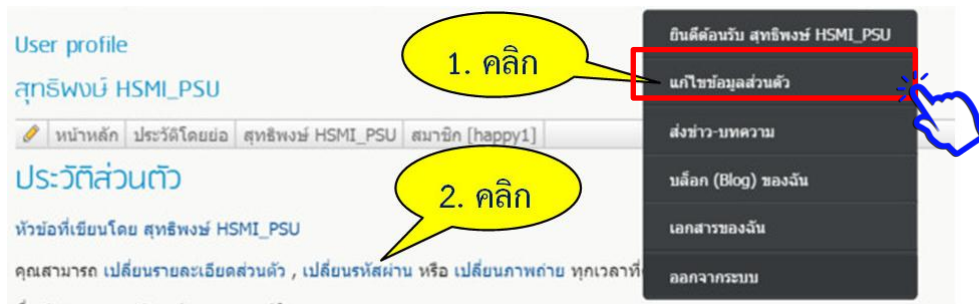 User profile
สุทธิพงษ์ HSMI_PSU
หน้าหลัก ประวัติโดยย่อ สุทธิพงษ์ HSMI_PSU สมาชิก [happy1]
ประวัติส่วนตัว
หัวข้อที่เขียนโดย สุทธิพงษ์ HSMI_PSU
คุณสามารถ เปลี่ยนรายละเอียดส่วนตัว , เปลี่ยนรหัสผ่าน หรือ เปลี่ยนภาพถ่าย ทุกเวลาที่
1. คลิก
2. คลิก
ยินดีต้อนรับ สุทธิพงษ์ HSMI_PSU
แก้ไขข้อมูลส่วนตัว
ส่งข่าว-บทความ
บล็อก (Blog) ของฉัน
เอกสารของฉัน
ออกจากระบบ